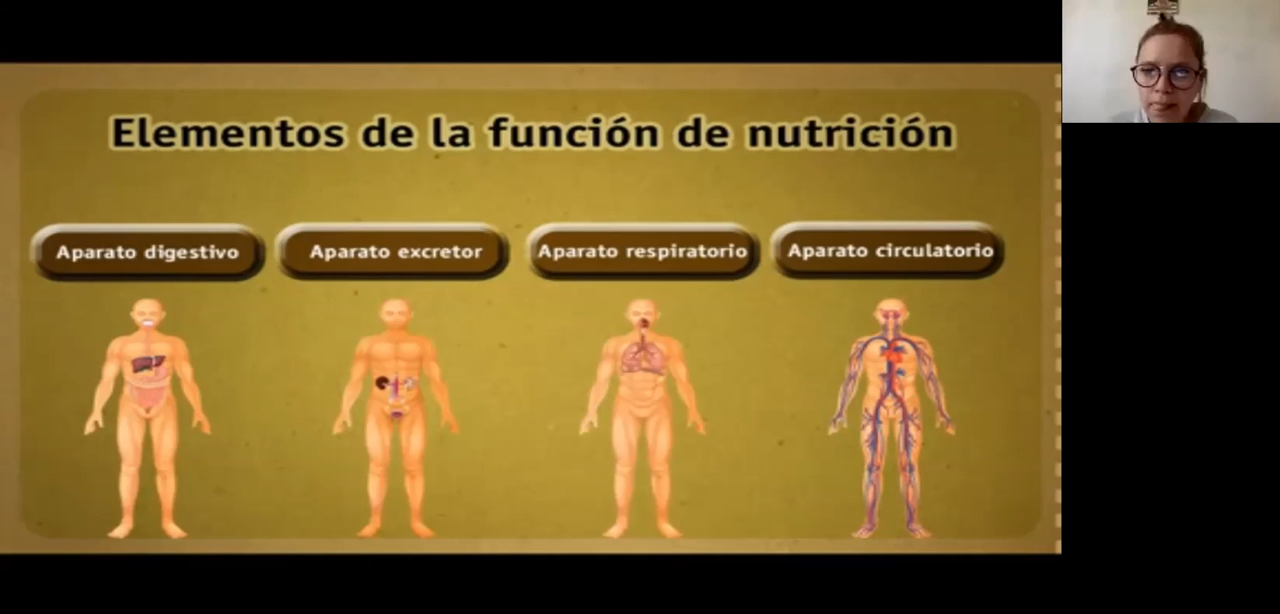 Elementos de la función de nutrición
Aparato digestivo
Aparato excretor
Aparato respiratorio
Aparato circulatorio